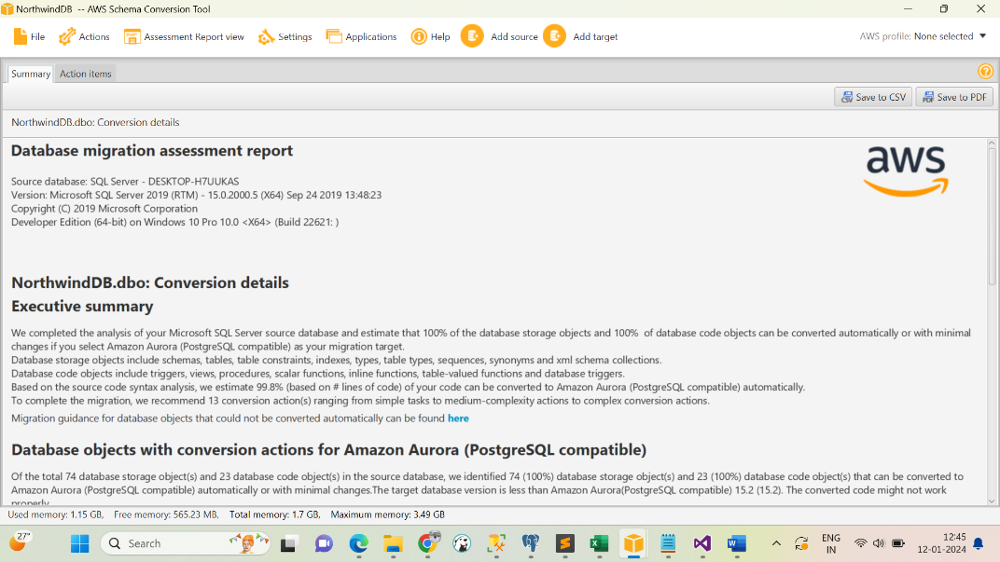 NorthwindDB -- AWS Schema Conversion Tool
File Actions Assessment Report view Settings Applications Help Add source Add target AWS profile: None selected
Summary Action items
Save to CSV Save to PDF
NorthwindDB.dbo: Conversion details
Database migration assessment report
aws
Source database: SQL Server - DESKTOP-H7UUKAS
Version: Microsoft SQL Server 2019 (RTM) - 15.0.2000.5 (X64) Sep 24 2019 13:48:23
Copyright (C) 2019 Microsoft Corporation
Developer Edition (64-bit) on Windows 10 Pro 10.0 <X64> (Build 22621: )
NorthwindDB.dbo: Conversion details
Executive summary
We completed the analysis of your Microsoft SQL Server source database and estimate that 100% of the database storage objects and 100% of database code objects can be converted automatically or with minimal
changes if you select Amazon Aurora (PostgreSQL compatible) as your migration target.
Database storage objects include schemas, tables, table constraints, indexes, types, table types, sequences, synonyms and xml schema collections.
Database code objects include triggers, views, procedures, scalar functions, inline functions, table-valued functions and database triggers.
Based on the source code syntax analysis, we estimate 99.8% (based on # lines of code) of your code can be converted to Amazon Aurora (PostgreSQL compatible) automatically.
To complete the migration, we recommend 13 conversion action(s) ranging from simple tasks to medium-complexity actions to complex conversion actions.
Migration guidance for database objects that could not be converted automatically can be found here
Database objects with conversion actions for Amazon Aurora (PostgreSQL compatible)
Of the total 74 database storage object(s) and 23 database code object(s) in the source database, we identified 74 (100%) database storage object(s) and 23 (100%) database code object(s) that can be converted to
Amazon Aurora (PostgreSQL compatible) automatically or with minimal changes.The target database version is less than Amazon Aurora(PostgreSQL compatible) 15.2 (15.2). The converted code might not work
properly.
Used memory: 1.15 GB, Free memory: 565.23 MB, Total memory: 1.7 GB, Maximum memory: 3.49 GB
27°
Search
ENG
IN
12:45
12-01-2024